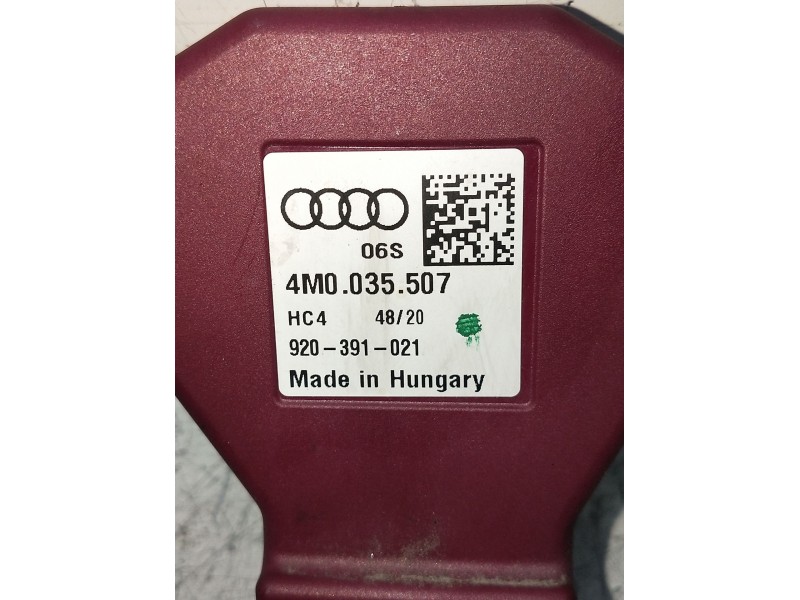 06S
4M0.035.507
HC4 48/20
920-391-021
Made in Hungary